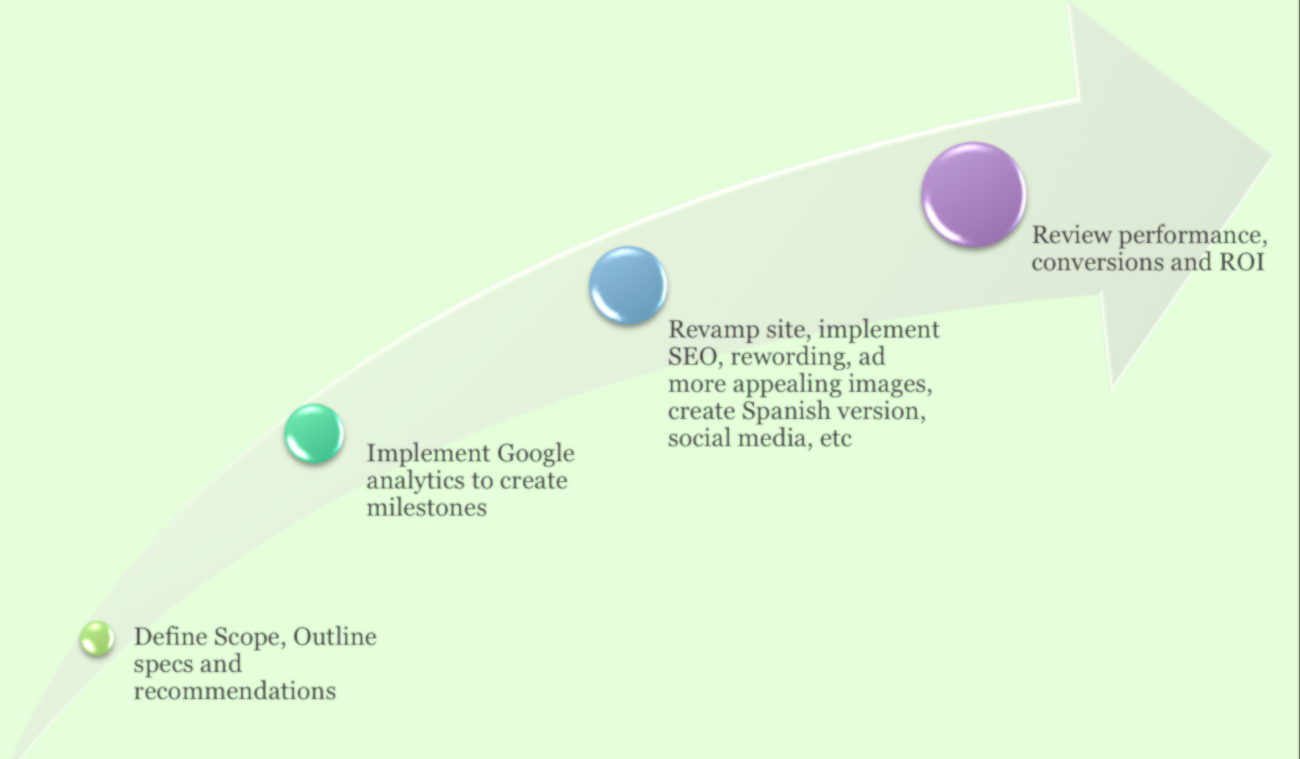 Define Scope, Outline
specs and
recommendations
Implement Google
analytics to create
milestones
Revamp site, implement
SEO, rewording, ad
more appealing images,
create Spanish version,
social media, etc
Review performance,
conversions and ROI